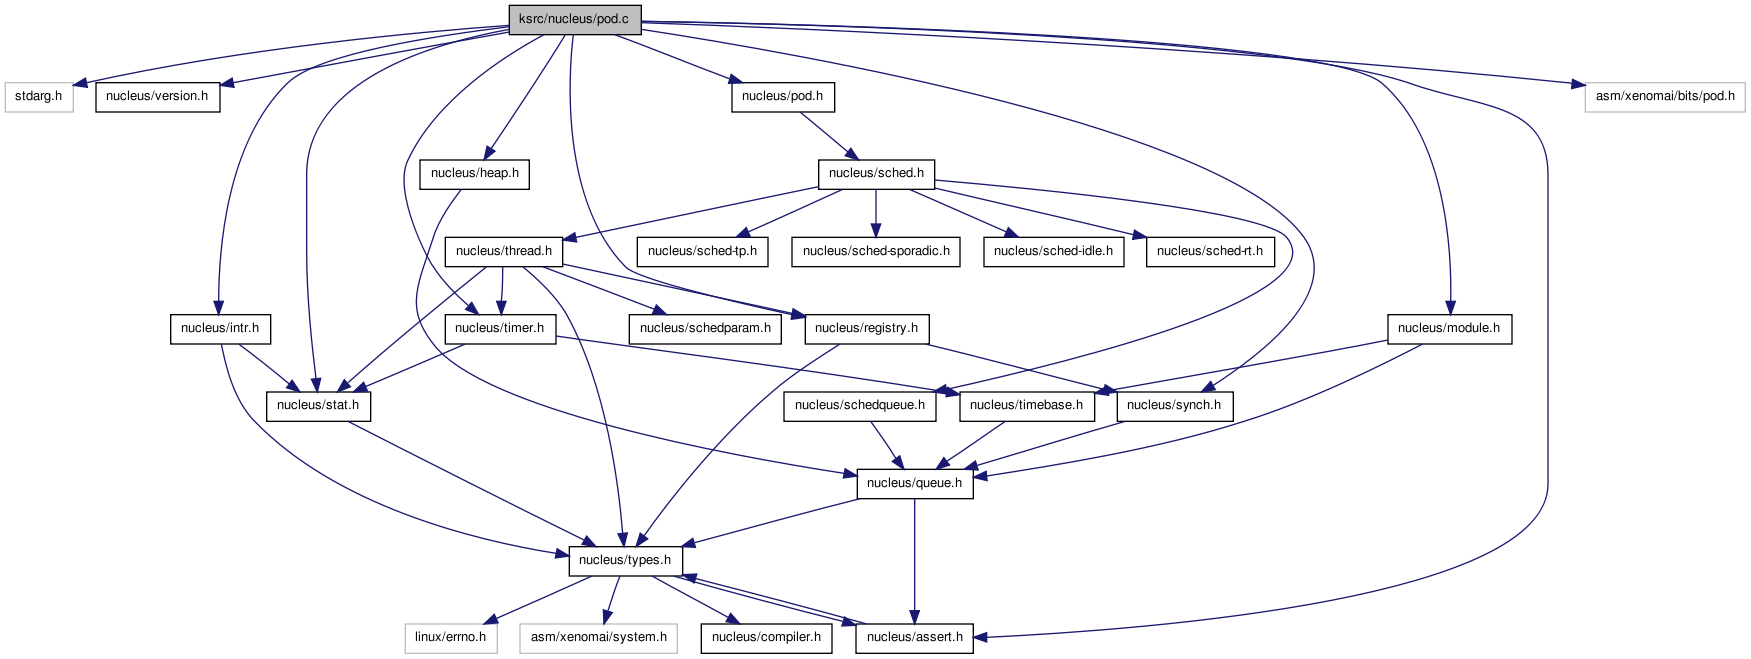 ksrc/nucleus/pod.c
stdarg.h
nucleus/version.h
nucleus/pod.h
asm/xenomai/bits/pod.h
nucleus/heap.h
nucleus/sched.h
nucleus/thread.h
nucleus/sched-tp.h
nucleus/sched-sporadic.h
nucleus/sched-idle.h
nucleus/sched-rt.h
nucleus/intr.h
nucleus/timer.h
nucleus/schedparam.h
nucleus/registry.h
nucleus/module.h
nucleus/stat.h
nucleus/schedqueue.h
nucleus/timebase.h
nucleus/synch.h
nucleus/queue.h
nucleus/types.h
linux/errno.h
asm/xenomai/system.h
nucleus/compiler.h
nucleus/assert.h